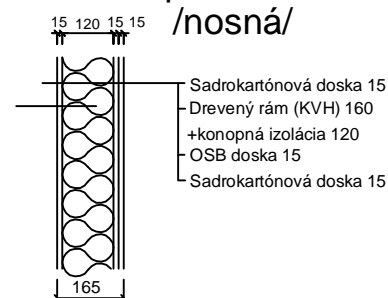 /nosná/
15 120 15 15
Sadrokartónová doska 15
Drevený rám (KVH) 160
+konopná izolácia 120
OSB doska 15
Sadrokartónová doska 15
165